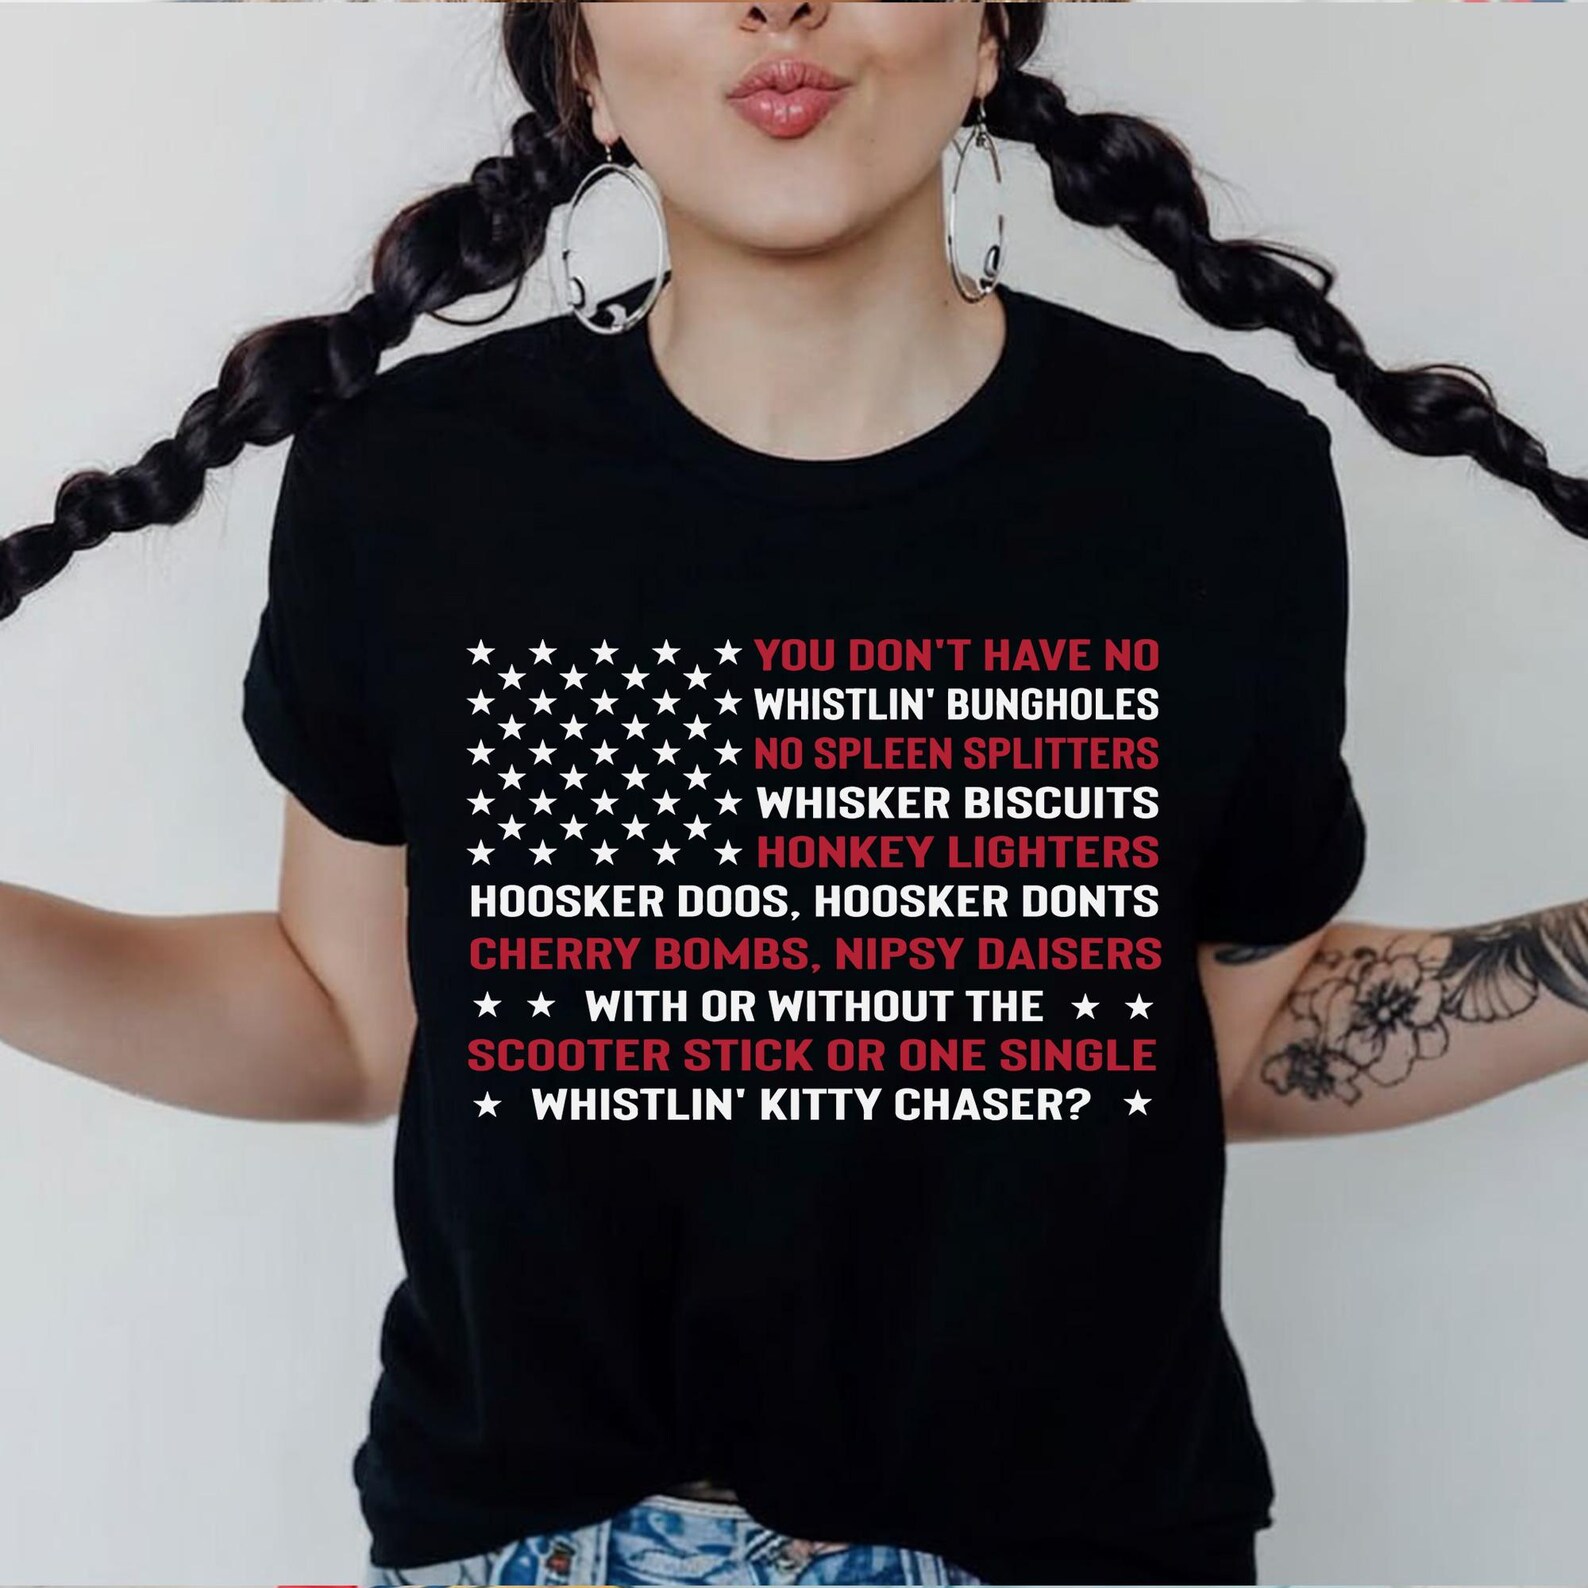 YOU DON'T HAVE NO
WHISTLIN' BUNGHOLES
NO SPLEEN SPLITTERS
WHISKER BISCUITS
HONKEY LIGHTERS
HOOSKER DOOS, HOOSKER DONTS
CHERRY BOMBS, NIPSY DAISERS
WITH OR WITHOUT THE
SCOOTER STICK OR ONE SINGLE
WHISTLIN' KITTY CHASER?